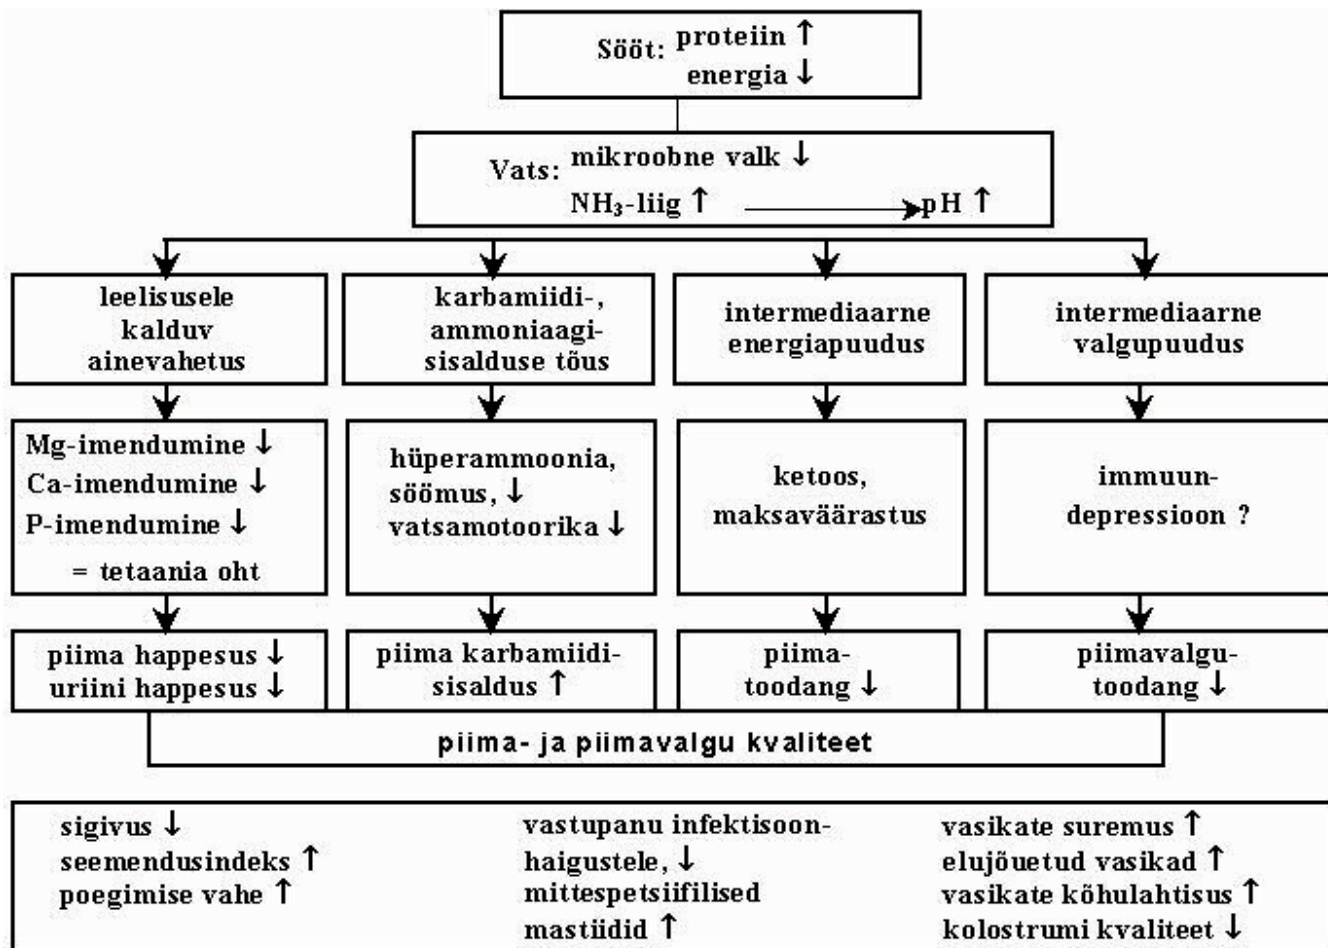 Sööt: proteiin ↑
energia ↓
Vats: mikroobne valk ↓
NH₃-liig ↑ → pH ↑
leelisusele
kalduv
ainevahetus
karbamiidi-,
ammoniaagi-
sisalduse tõus
intermediaarne
energiapuudus
intermediaarne
valgupuudus
Mg-imendumine ↓
Ca-imendumine ↓
P-imendumine ↓
= tetaania oht
hüperammoonia,
söömus, ↓
vatsamotoorika ↓
ketoos,
maksaväärastus
immuun-
depressioon ?
piima happesus ↓
uriini happesus ↓
piima karbamiidi-
sisaldus ↑
piima-
toodang ↓
piimavalgu-
toodang ↓
piima- ja piimavalgu kvaliteet
sigivus ↓
seemendusindeks ↑
poegimise vahe ↑
vastupanu infektisoon-
haigustele, ↓
mittespetsiifilised
mastiidid ↑
vasikate suremus ↑
elujõuetud vasikad ↑
vasikate kõhulahtisus ↑
kolostrumi kvaliteet ↓